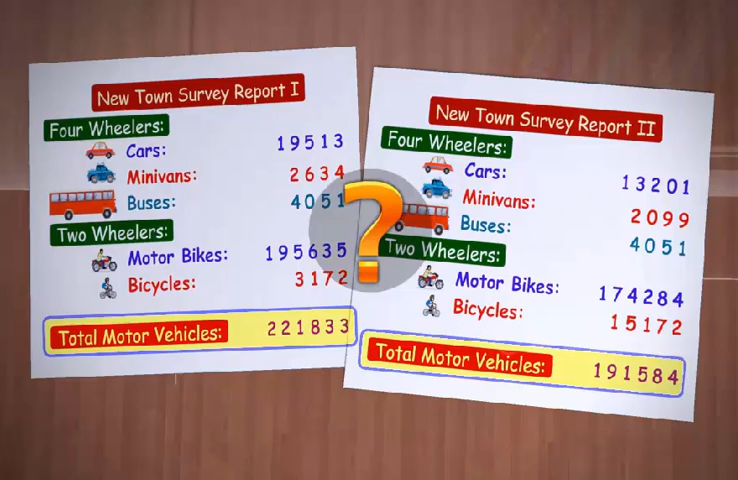 New Town Survey Report I
Four Wheelers:
Cars: 19513
Minivans: 2634
Buses: 4051
Two Wheelers:
Motor Bikes: 195635
Bicycles: 3172
Total Motor Vehicles: 221833
New Town Survey Report II
Four Wheelers:
Cars: 13201
Minivans: 2099
Buses: 4051
Two Wheelers:
Motor Bikes: 174284
Bicycles: 15172
Total Motor Vehicles: 191584
?